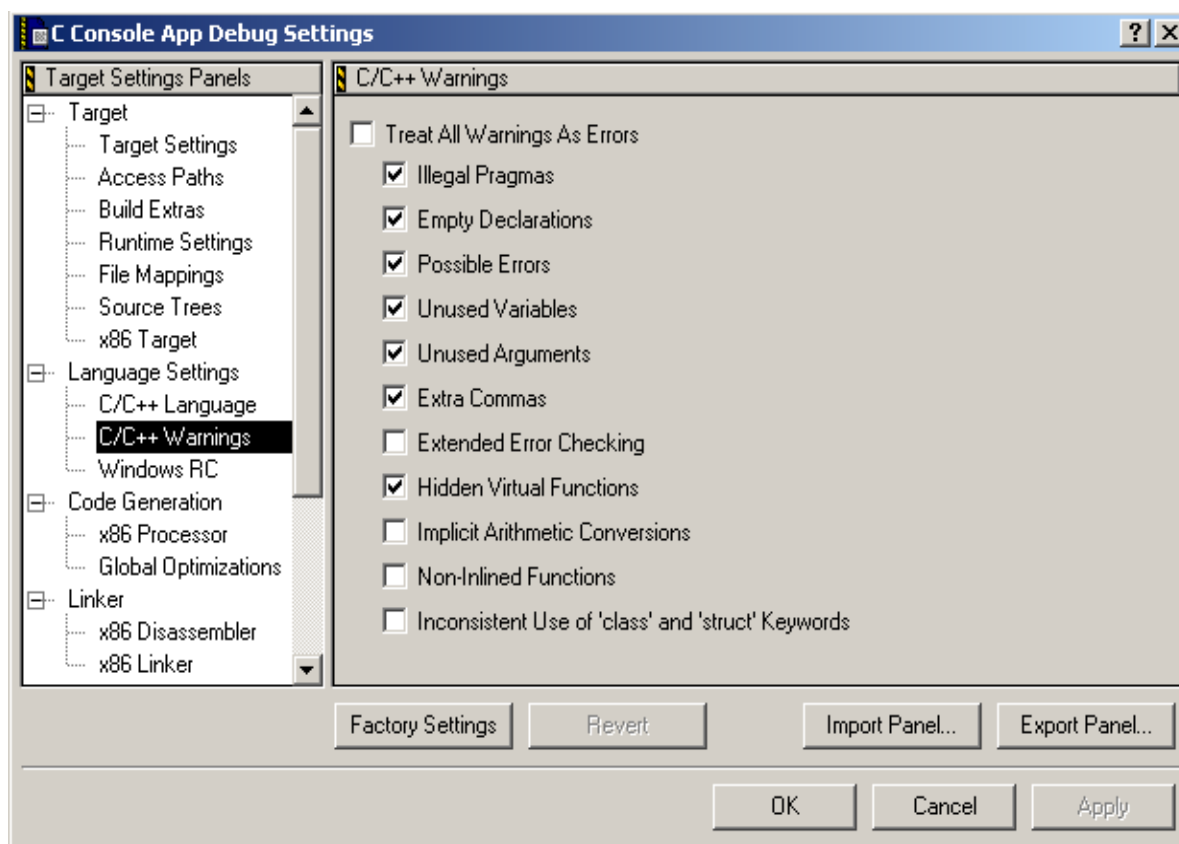 C Console App Debug Settings
Target Settings Panels
Target
Target Settings
Access Paths
Build Extras
Runtime Settings
File Mappings
Source Trees
x86 Target
Language Settings
C/C++ Language
C/C++ Warnings
Windows RC
Code Generation
x86 Processor
Global Optimizations
Linker
x86 Disassembler
x86 Linker
C/C++ Warnings
Treat All Warnings As Errors
Illegal Pragmas
Empty Declarations
Possible Errors
Unused Variables
Unused Arguments
Extra Commas
Extended Error Checking
Hidden Virtual Functions
Implicit Arithmetic Conversions
Non-Inlined Functions
Inconsistent Use of 'class' and 'struct' Keywords
Factory Settings
Revert
Import Panel...
Export Panel...
OK
Cancel
Apply